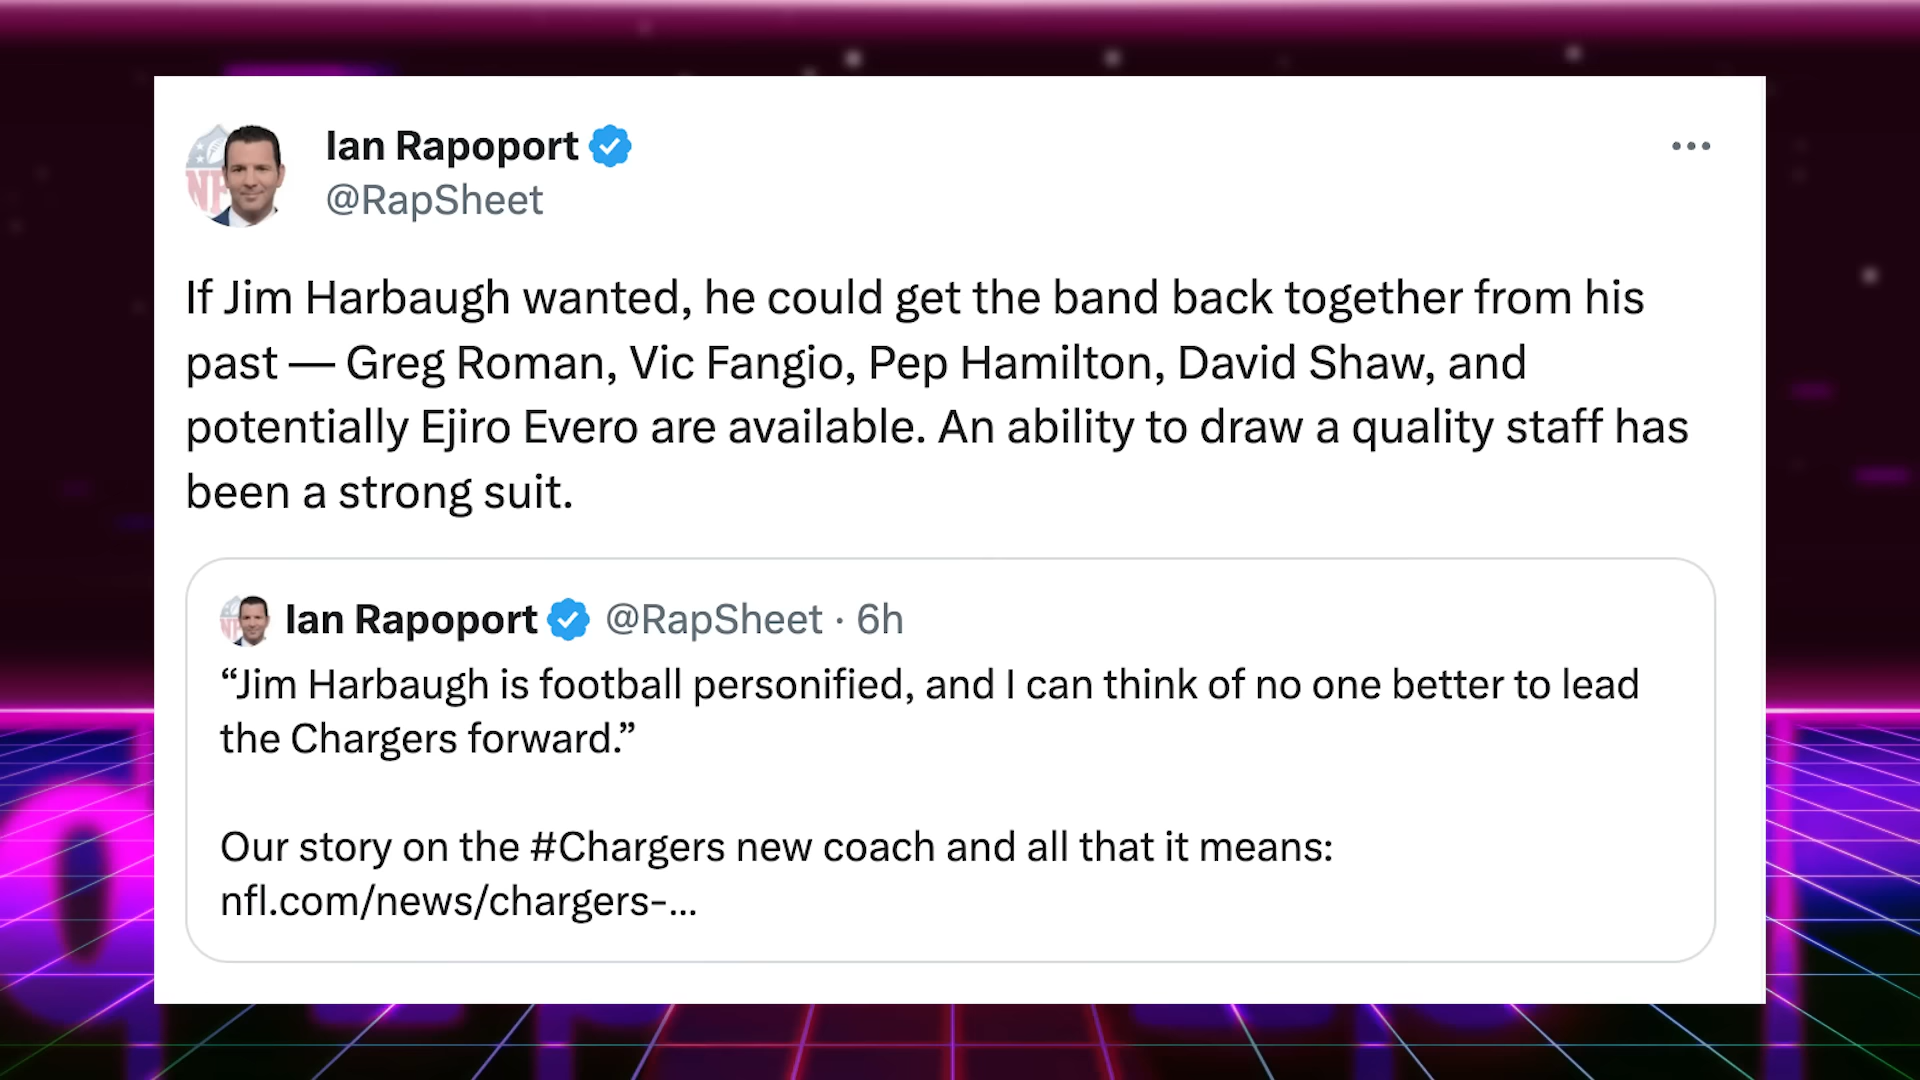 Ian Rapoport
@RapSheet
If Jim Harbaugh wanted, he could get the band back together from his
past — Greg Roman, Vic Fangio, Pep Hamilton, David Shaw, and
potentially Ejiro Evero are available. An ability to draw a quality staff has
been a strong suit.
Ian Rapoport @RapSheet · 6h
“Jim Harbaugh is football personified, and I can think of no one better to lead
the Chargers forward.”
Our story on the #Chargers new coach and all that it means:
nfl.com/news/chargers-...